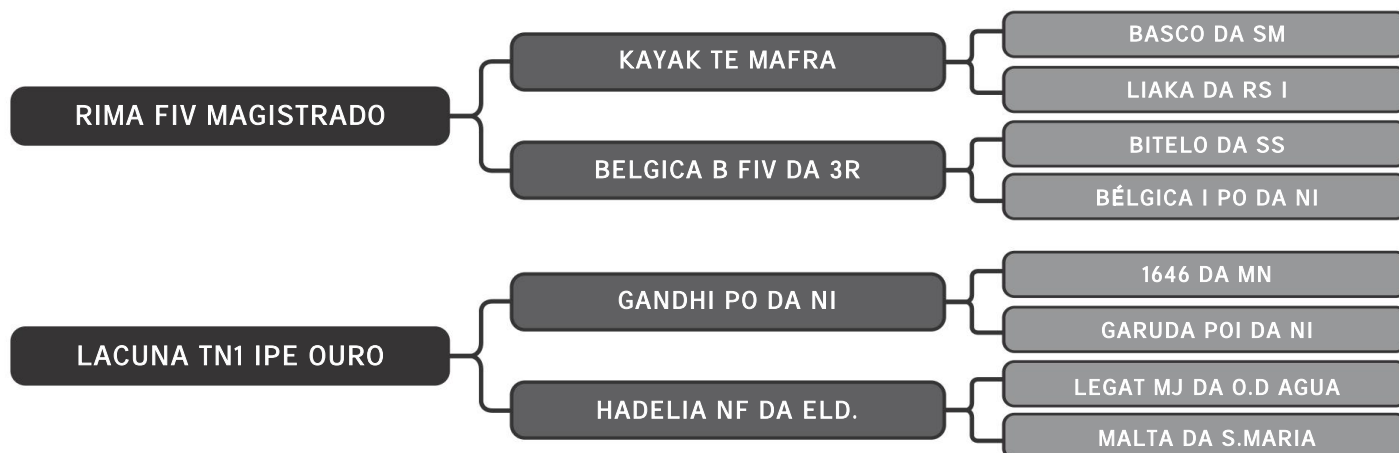 RIMA FIV MAGISTRADO
KAYAK TE MAFRA
BASCO DA SM
LIAKA DA RS I
BELGICA B FIV DA 3R
BITELO DA SS
BÉLGICA I PO DA NI
LACUNA TN1 IPE OURO
GANDHI PO DA NI
1646 DA MN
GARUDA POI DA NI
HADELIA NF DA ELD.
LEGAT MJ DA O.D AGUA
MALTA DA S.MARIA